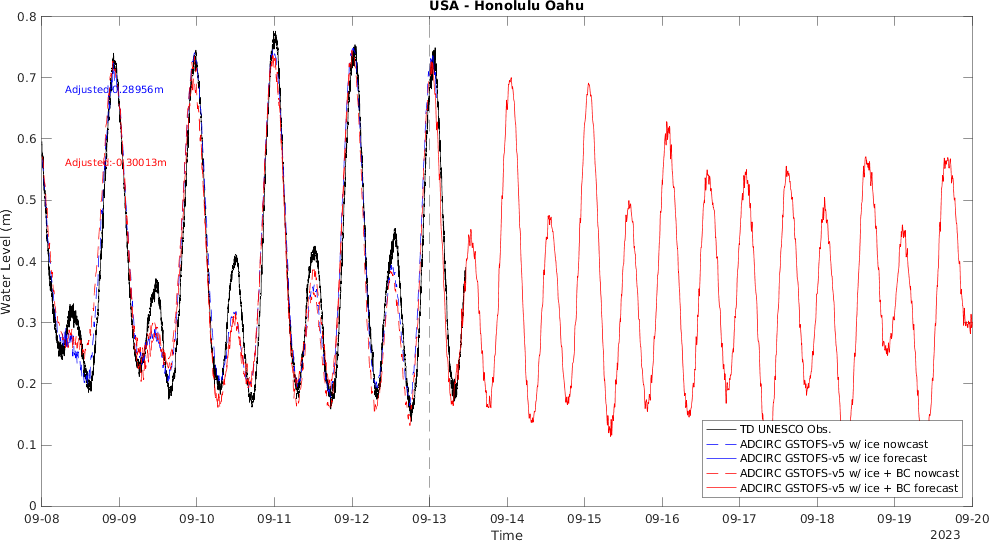 USA - Honolulu Oahu
0.8
0.7
0.6
0.5
0.4
0.3
0.2
0.1
0
Water Level (m)
Adjusted:0.28956m
Adjusted:-0.30013m
TD UNESCO Obs.
ADCIRC GSTOFS-v5 w/ ice nowcast
ADCIRC GSTOFS-v5 w/ ice forecast
ADCIRC GSTOFS-v5 w/ ice + BC nowcast
ADCIRC GSTOFS-v5 w/ ice + BC forecast
09-08 09-09 09-10 09-11 09-12 09-13 09-14 09-15 09-16 09-17 09-18 09-19 09-20
Time
2023